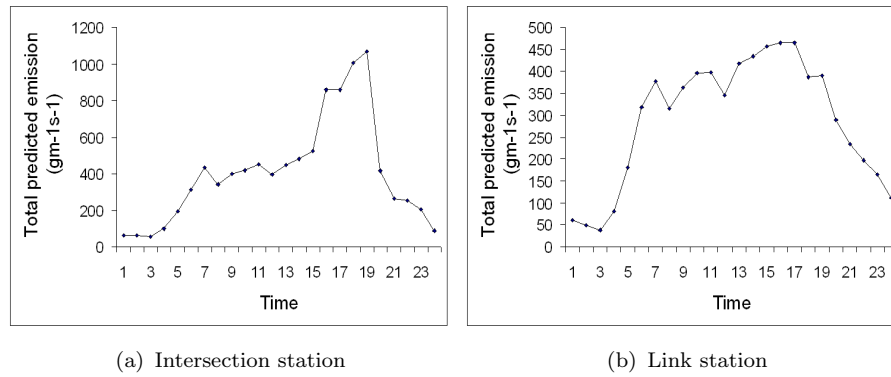 1200
1000
800
600
400
200
0
Total predicted emission
(gm-1s-1)
1 3 5 7 9 11 13 15 17 19 21 23
Time
(a) Intersection station
500
450
400
350
300
250
200
150
100
50
0
Total predicted emission
(gm-1s-1)
1 3 5 7 9 11 13 15 17 19 21 23
Time
(b) Link station